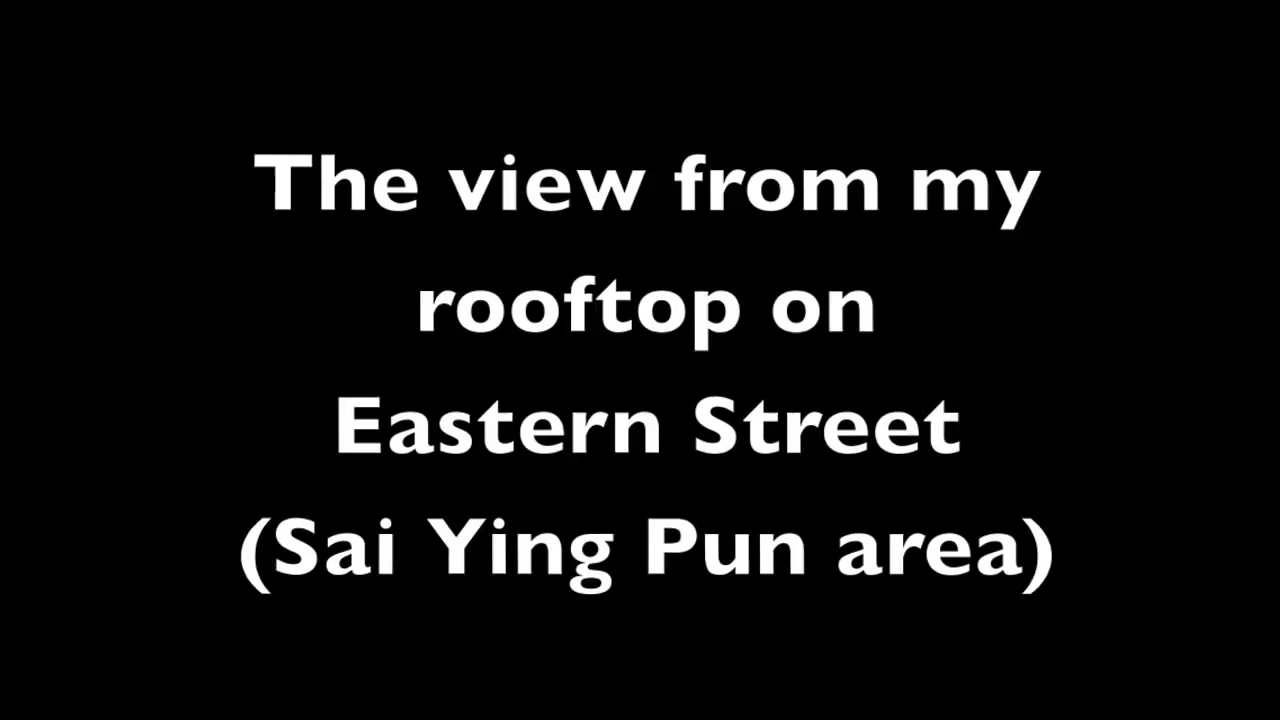 The view from my
rooftop on
Eastern Street
(Sai Ying Pun area)